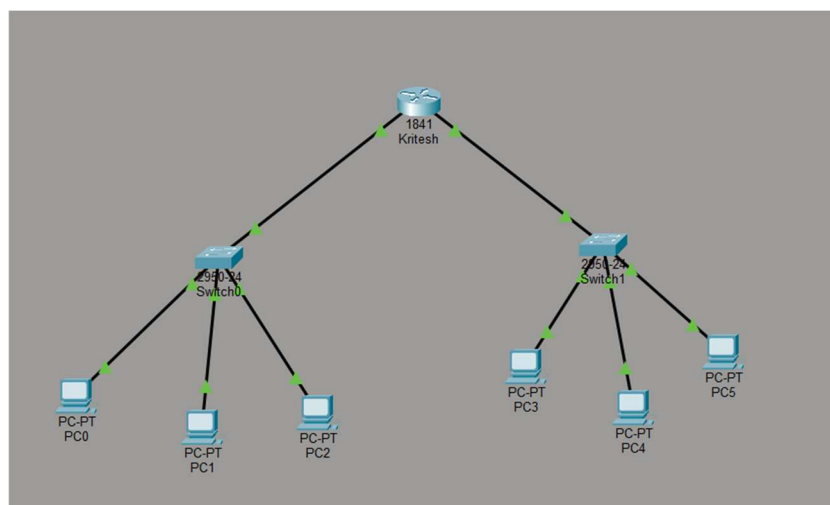 1841
Kritesh
2950-24
Switch0
2950-24
Switch1
PC-PT
PC0
PC-PT
PC1
PC-PT
PC2
PC-PT
PC3
PC-PT
PC4
PC-PT
PC5